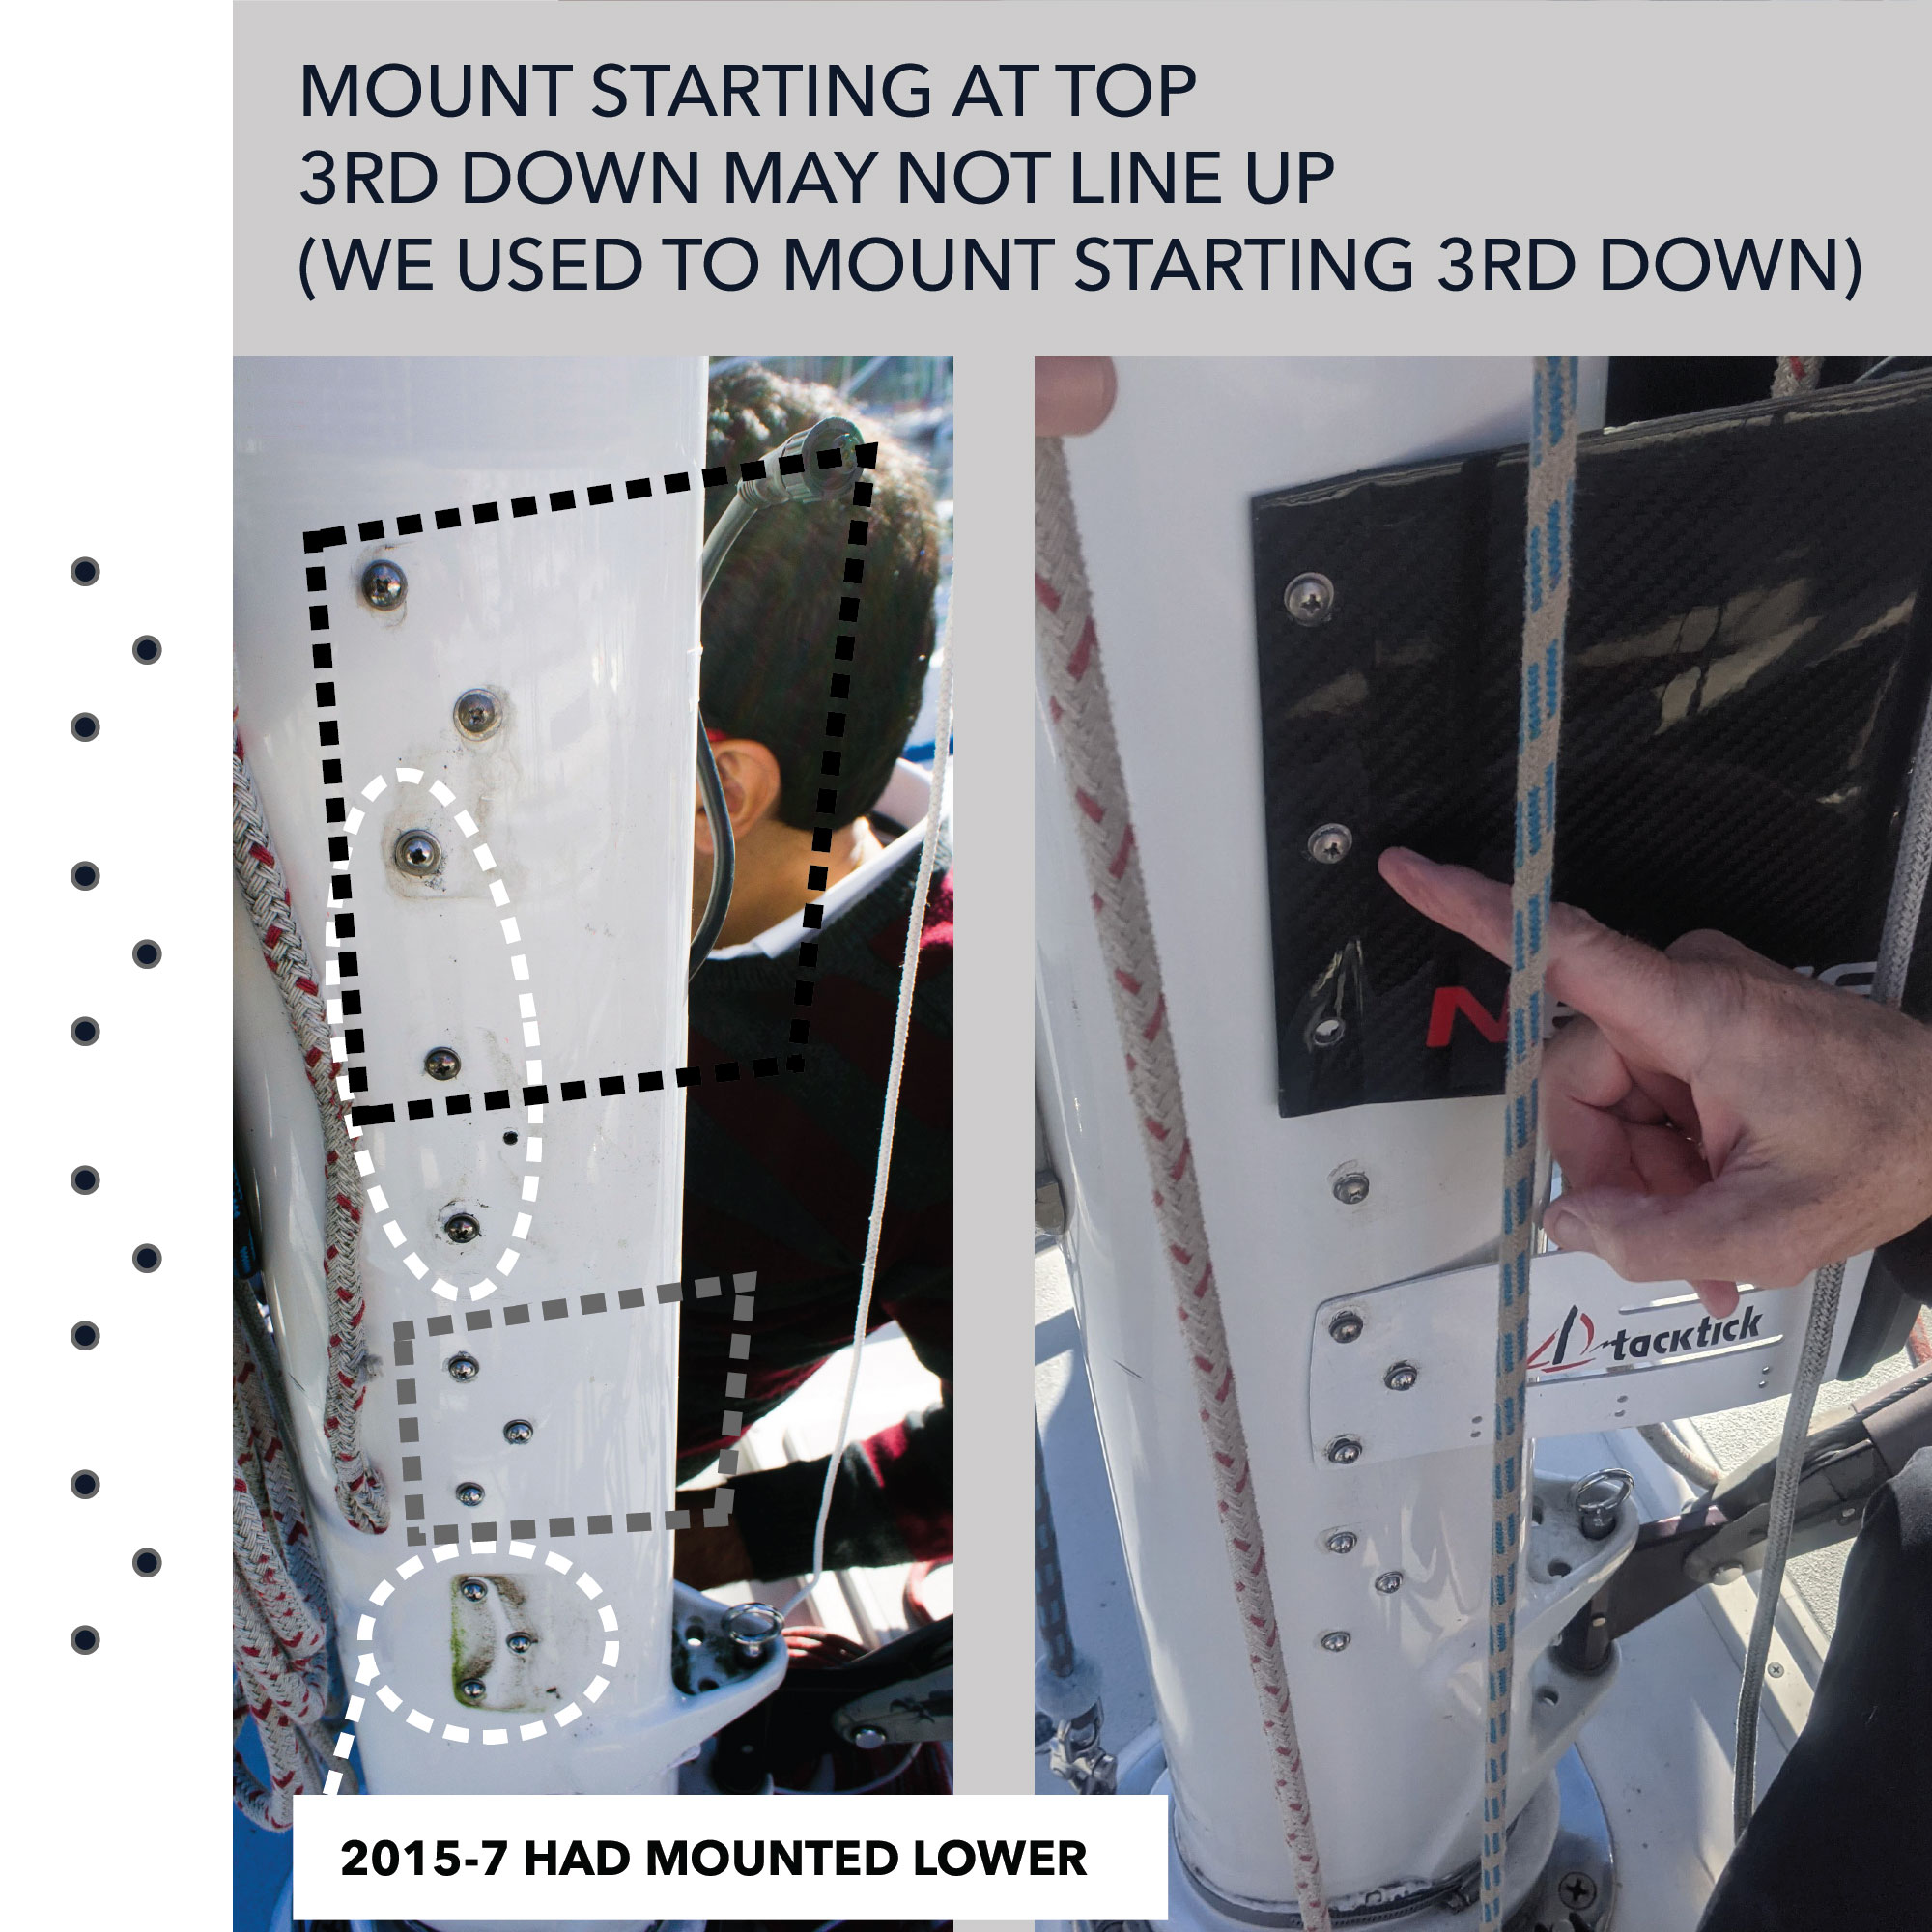 MOUNT STARTING AT TOP
3RD DOWN MAY NOT LINE UP
(WE USED TO MOUNT STARTING 3RD DOWN)
tacktick
2015-7 HAD MOUNTED LOWER